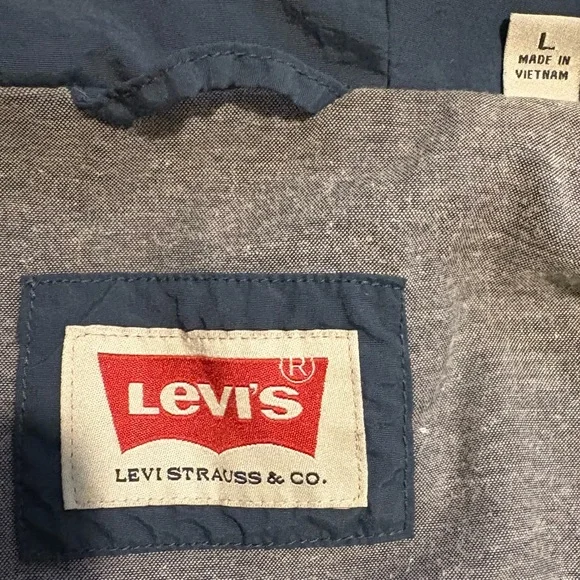 L
MADE IN
VIETNAM
Levi's®
LEVI STRAUSS & CO.